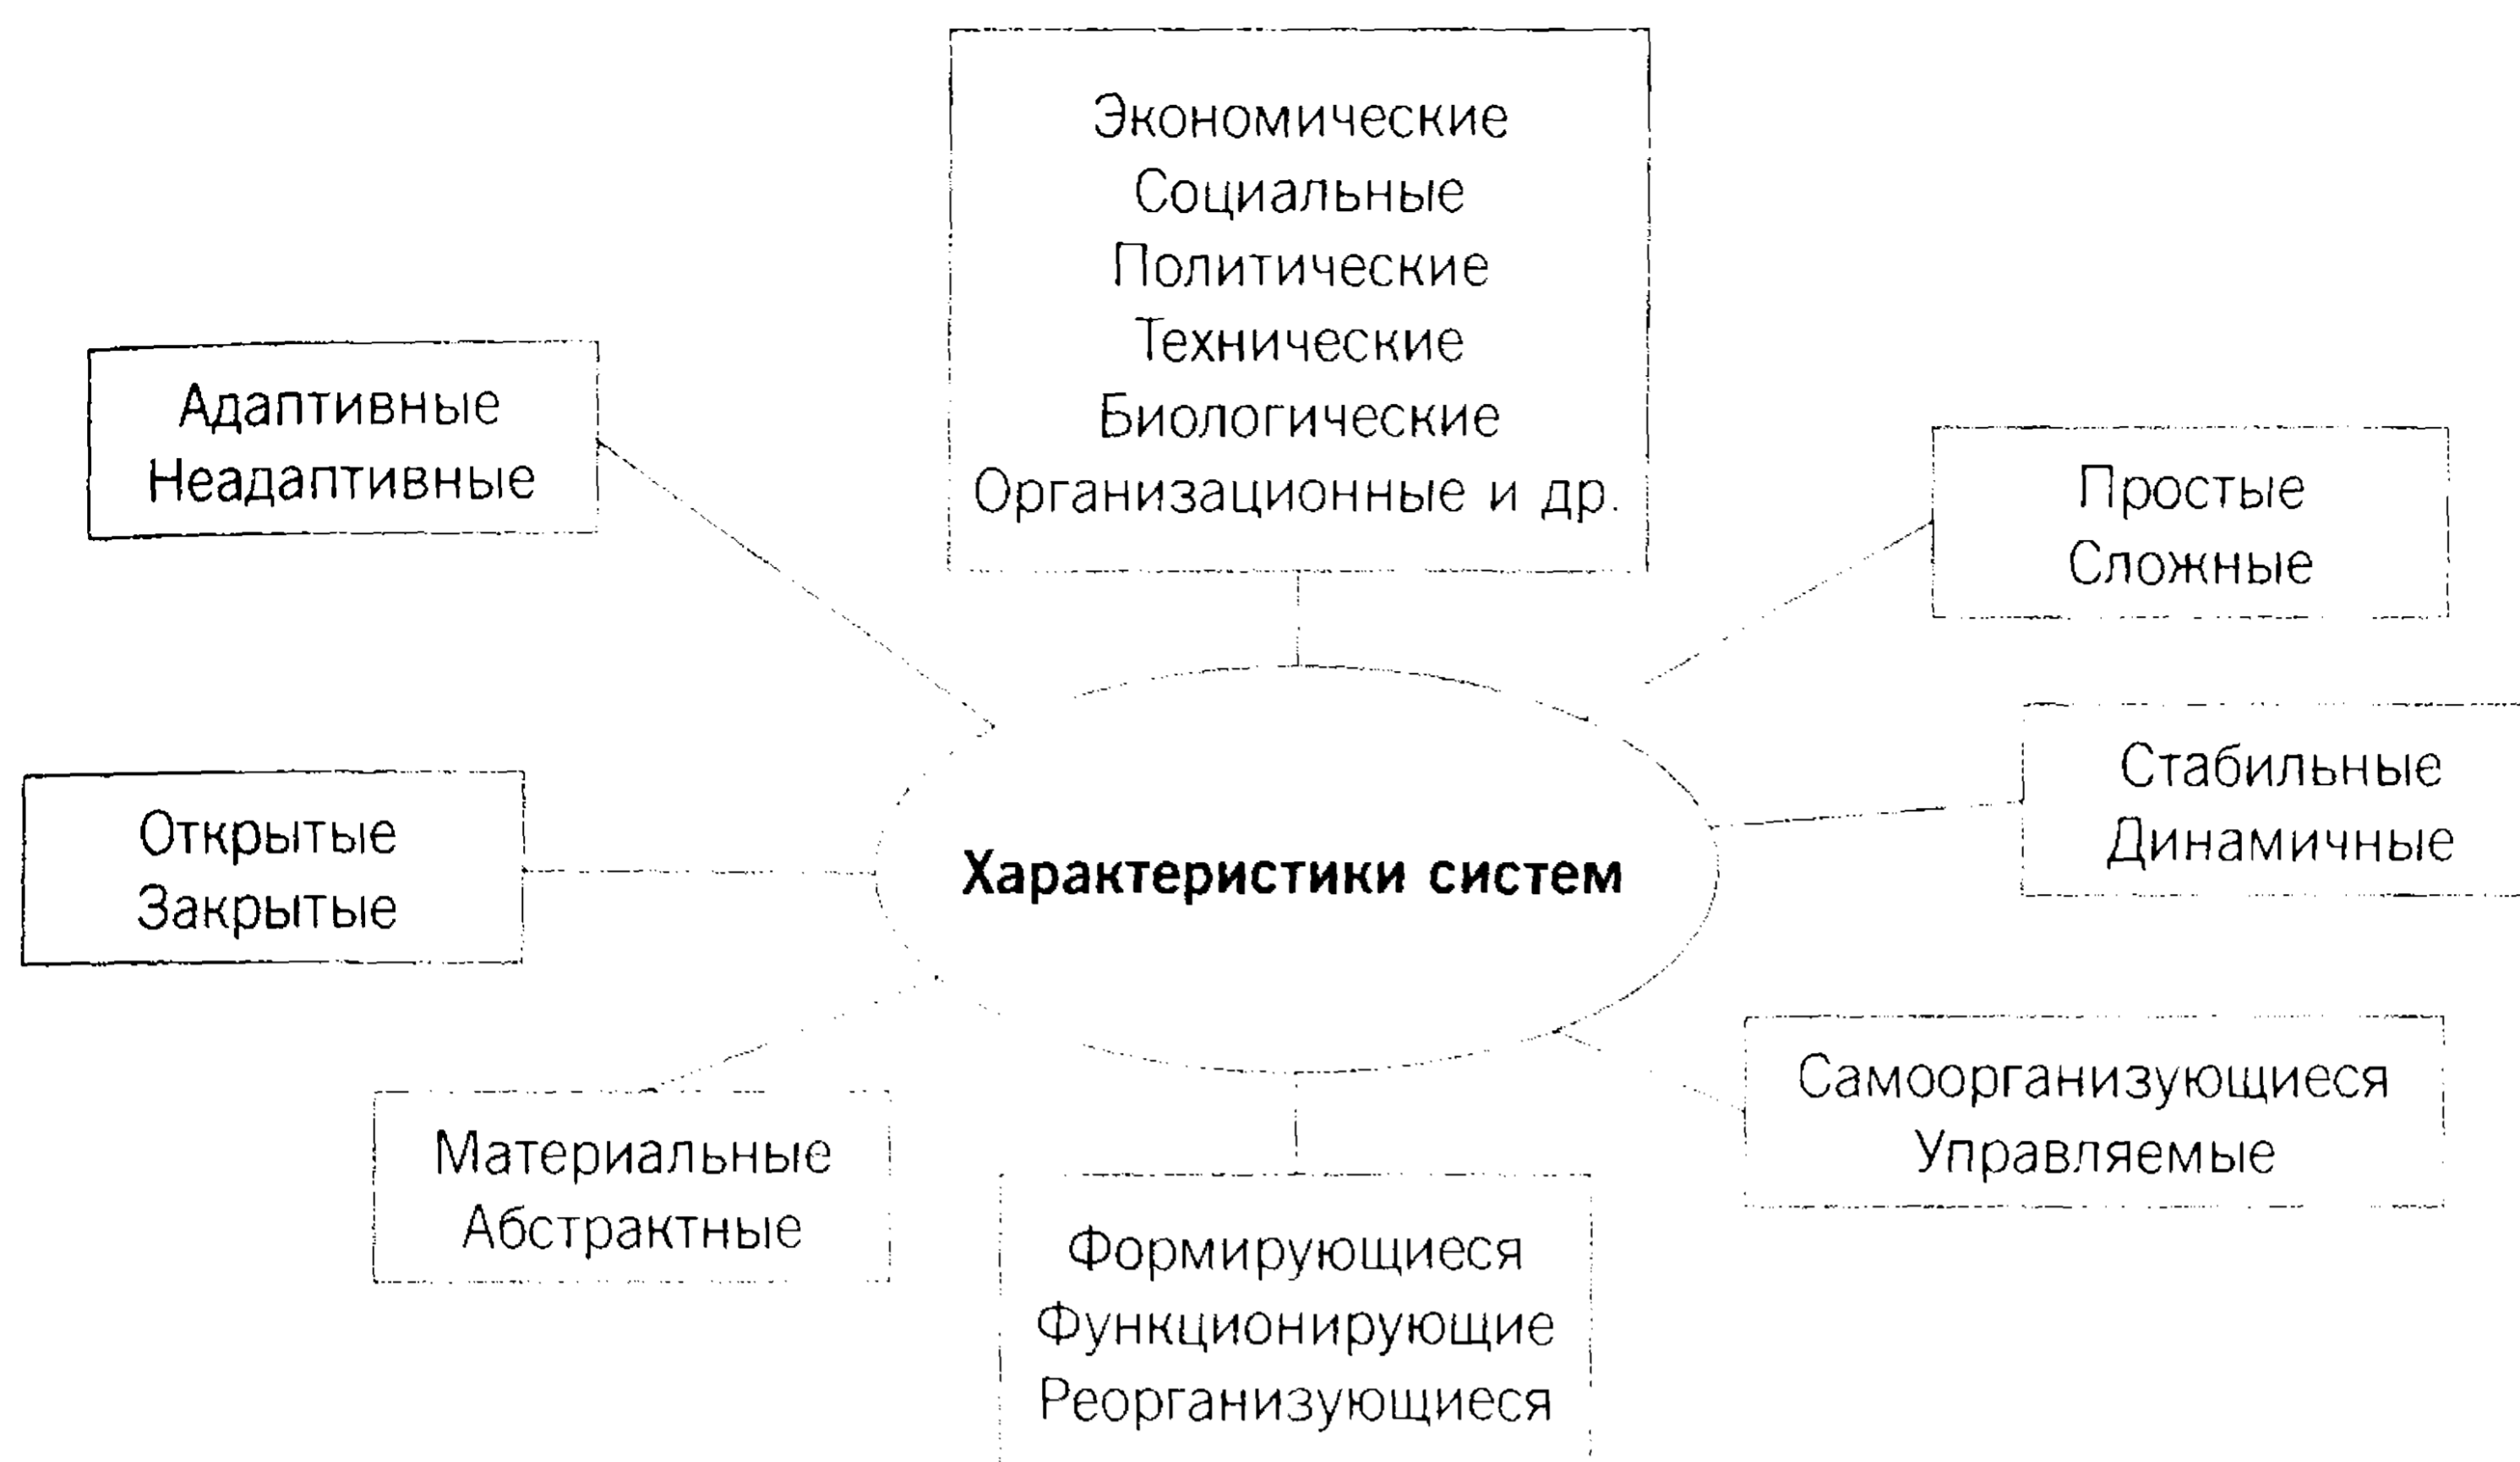 Экономические
Социальные
Политические
Технические
Биологические
Организационные и др.
Адаптивные
Неадаптивные
Простые
Сложные
Открытые
Закрытые
Характеристики систем
Стабильные
Динамичные
Материальные
Абстрактные
Формирующиеся
Функционирующие
Реорганизующиеся
Самоорганизующиеся
Управляемые